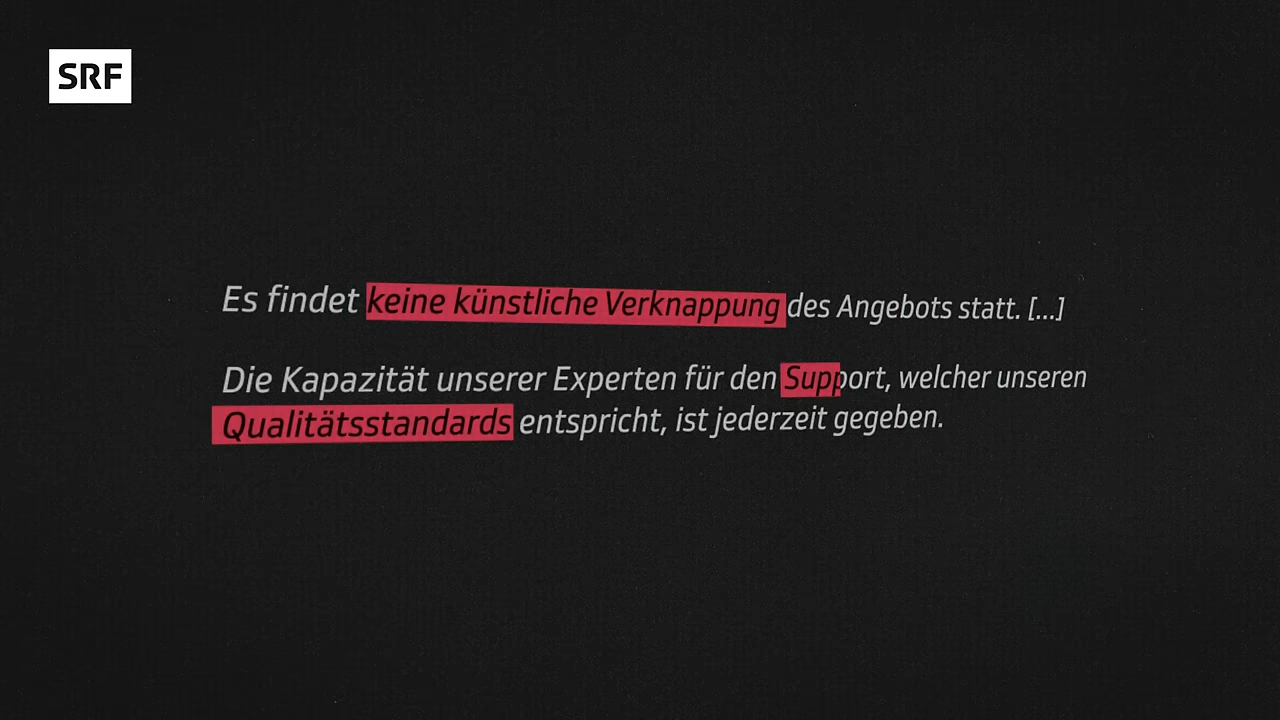 SRF
Es findet keine künstliche Verknappung des Angebots statt. [...]
Die Kapazität unserer Experten für den Support, welcher unseren
Qualitätsstandards entspricht, ist jederzeit gegeben.